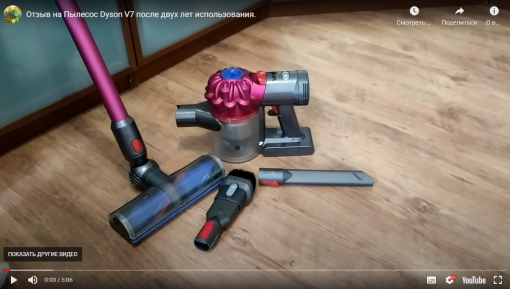 Отзыв на Пылесос Dyson V7 после двух лет использования.
Смотреть...
Поделиться
О в...
ПОКАЗАТЬ ДРУГИЕ ВИДЕО
0:03 / 5:06
YouTube